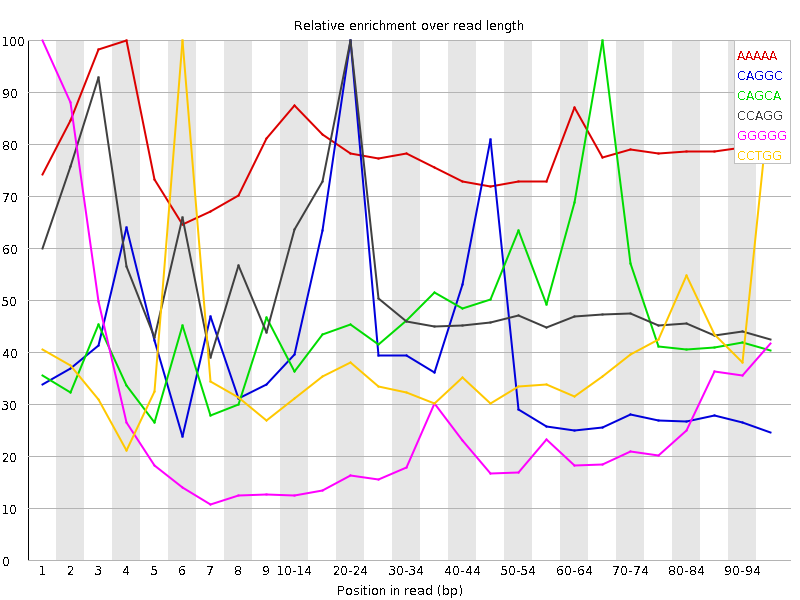 Relative enrichment over read length
100
90
80
70
60
50
40
30
20
10
0
AAAAA
CAGGC
CAGCA
CCAGG
GGGGG
CCTGG
1 2 3 4 5 6 7 8 9 10-14 20-24 30-34 40-44 50-54 60-64 70-74 80-84 90-94
Position in read (bp)